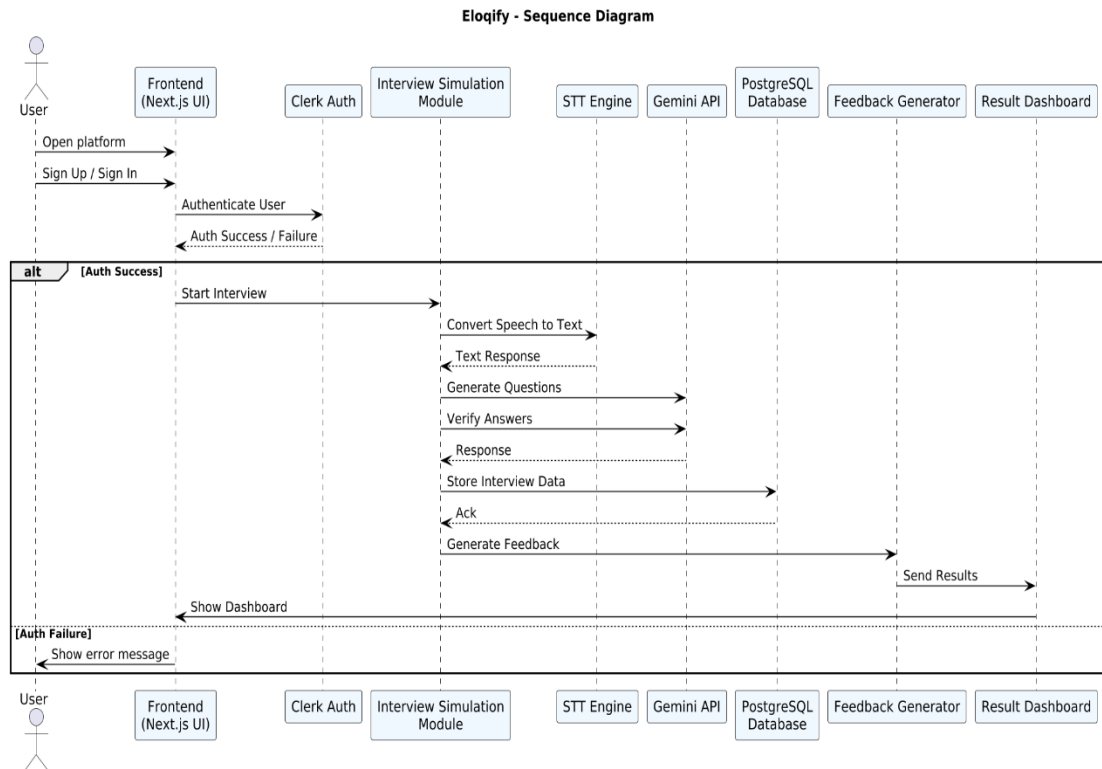 Eloqify - Sequence Diagram
User
Frontend
(Next.js UI)
Clerk Auth
Interview Simulation
Module
STT Engine
Gemini API
PostgreSQL
Database
Feedback Generator
Result Dashboard
Open platform
Sign Up / Sign In
Authenticate User
Auth Success / Failure
alt [Auth Success]
Start Interview
Convert Speech to Text
Text Response
Generate Questions
Verify Answers
Response
Store Interview Data
Ack
Generate Feedback
Send Results
Show Dashboard
[Auth Failure]
Show error message
User
Frontend
(Next.js UI)
Clerk Auth
Interview Simulation
Module
STT Engine
Gemini API
PostgreSQL
Database
Feedback Generator
Result Dashboard